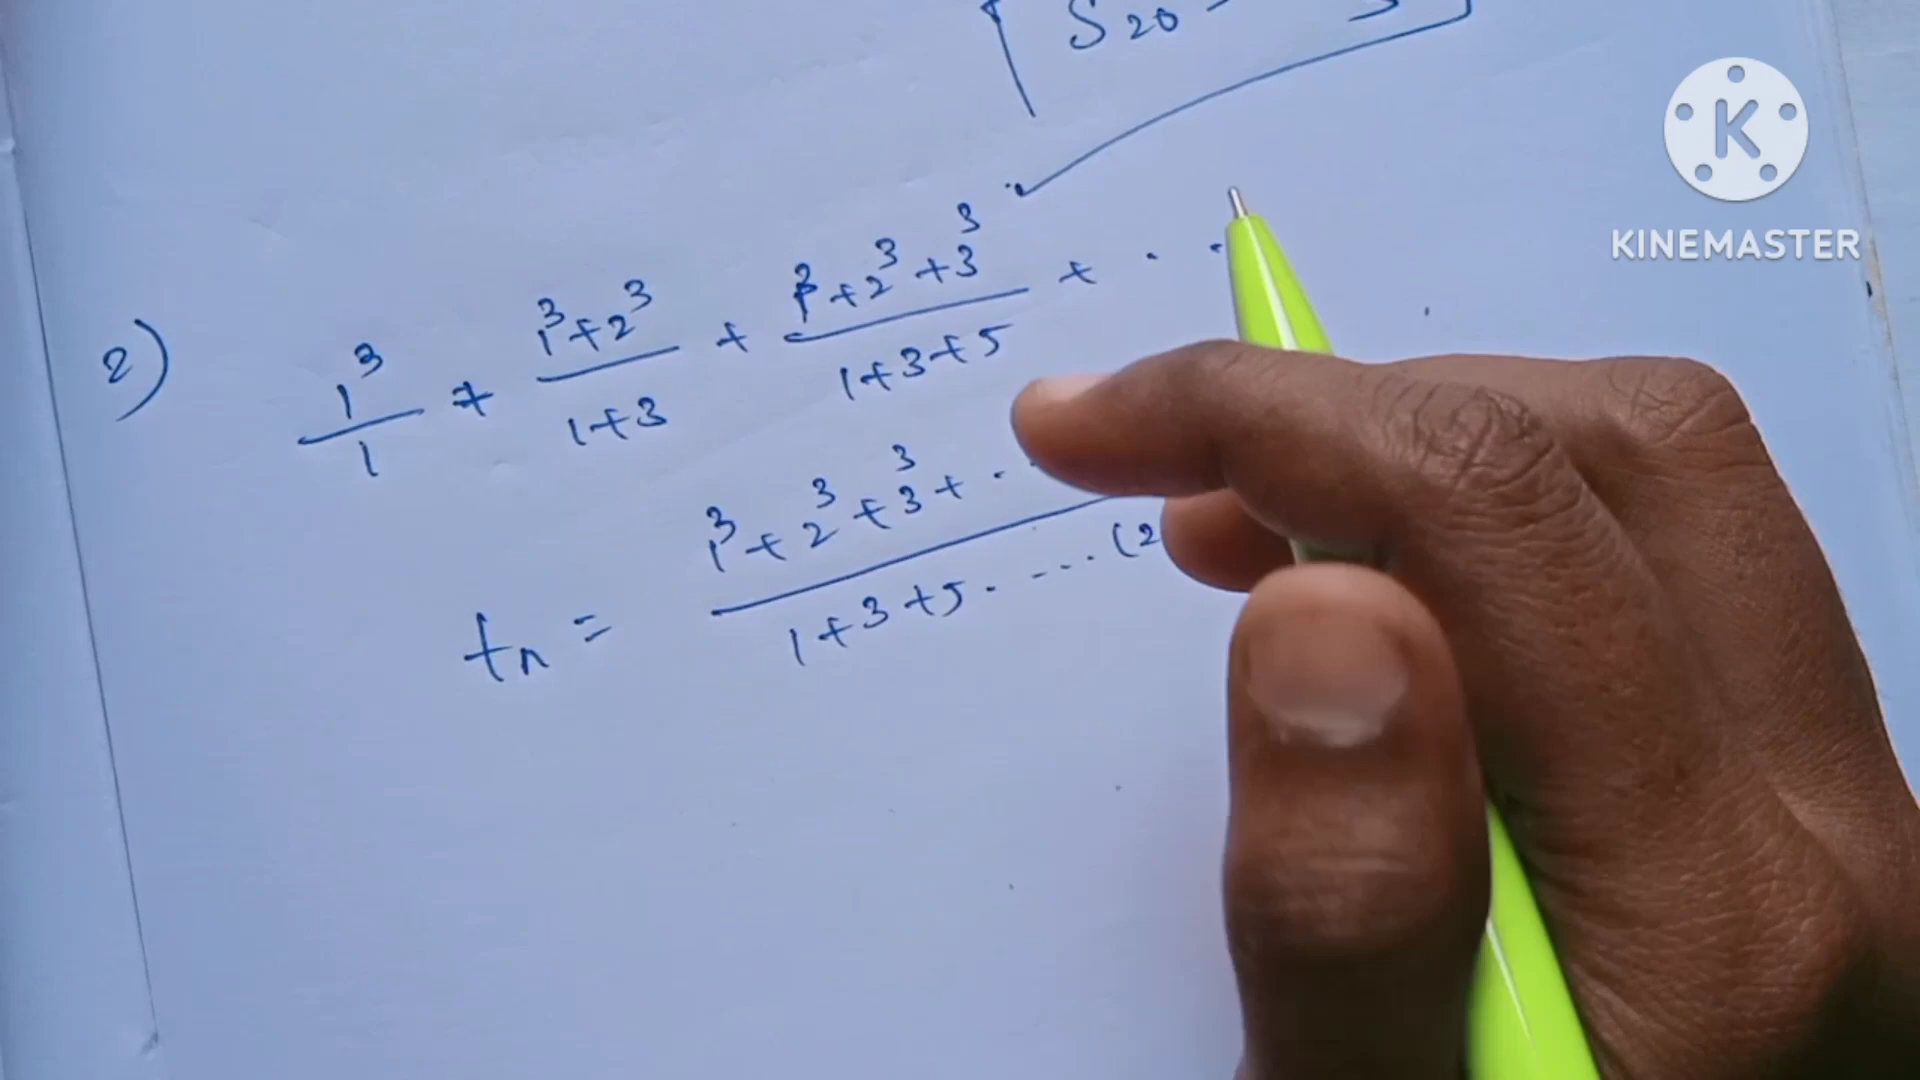 S₂₀
K
KINEMASTER
2) 1³/1 + (1³+2³)/(1+3) + (1³+2³+3³)/(1+3+5) + . .
tₙ = (1³+2³+3³+ . .)/(1+3+5. ---.. (2